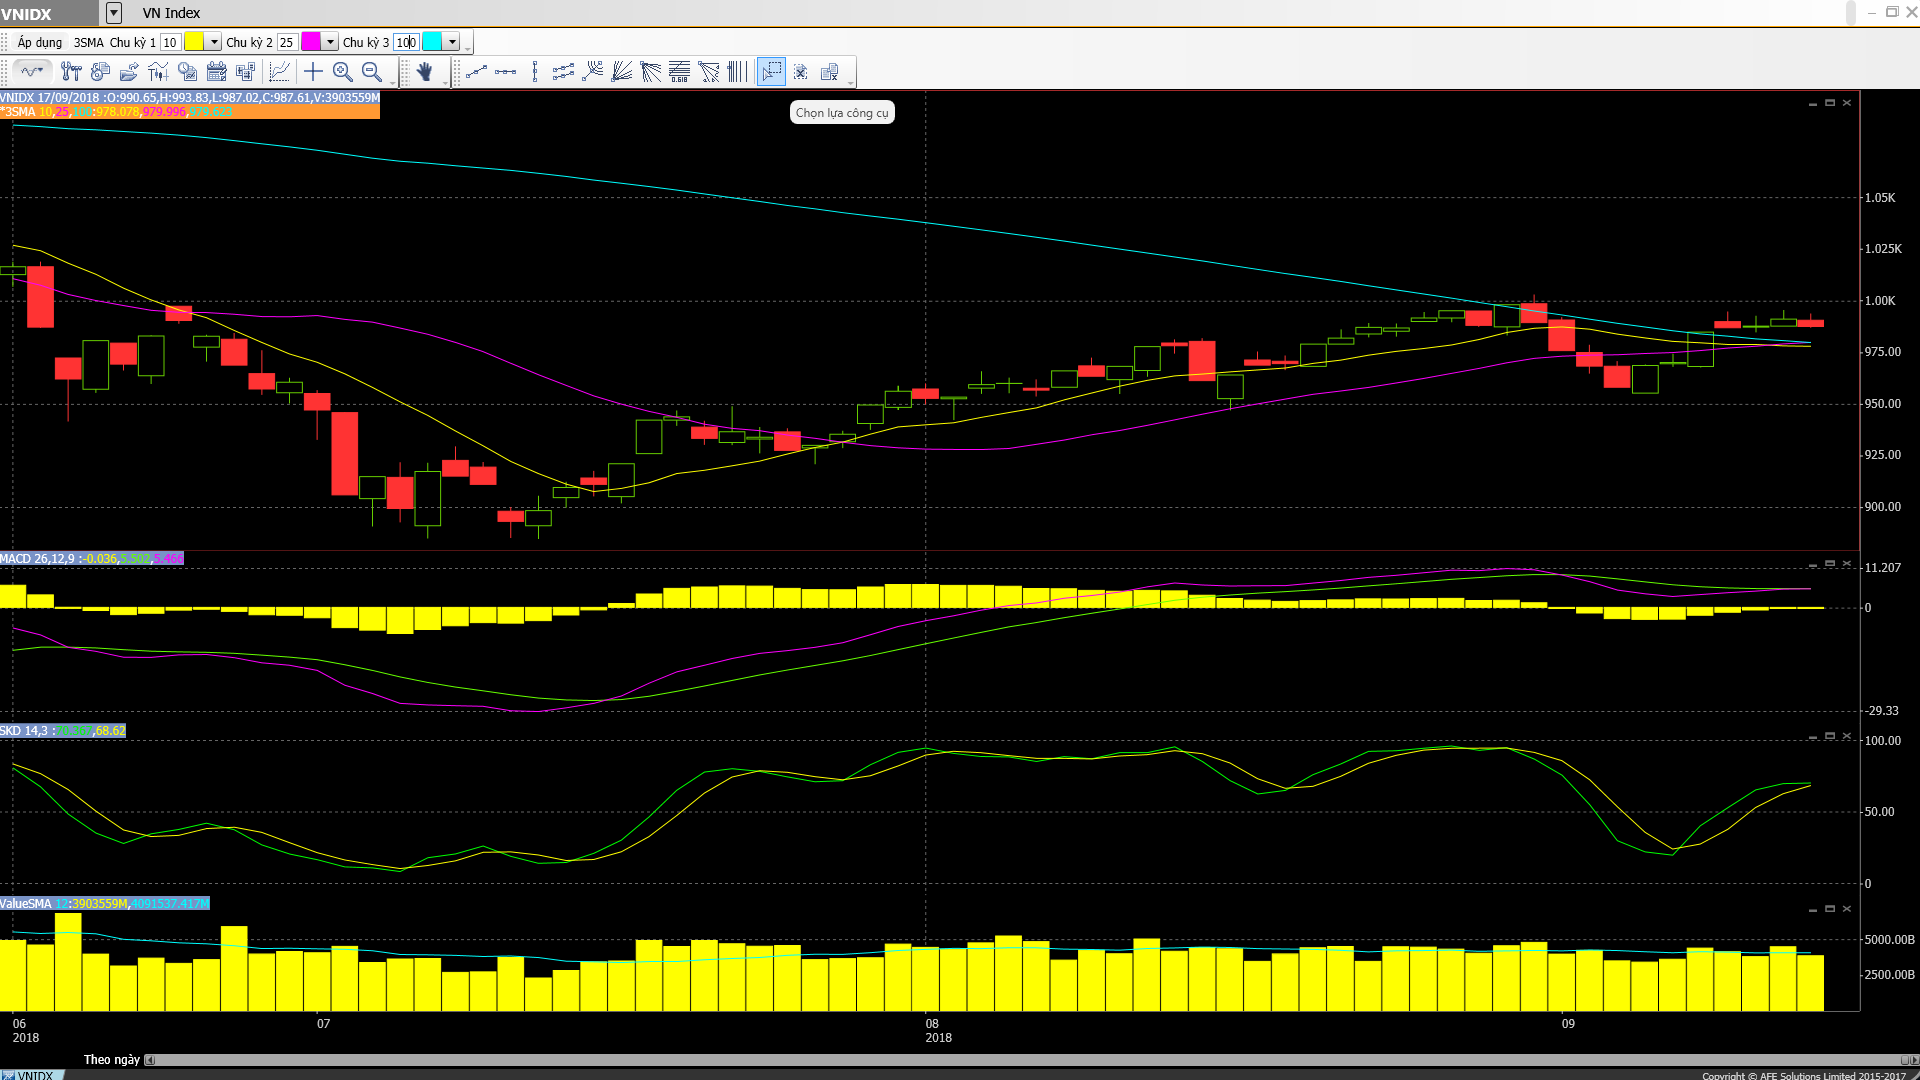 VNIDX VN Index
Áp dụng 3SMA Chu kỳ 1 10 Chu kỳ 2 25 Chu kỳ 3 100
0.618
VNIDX 17/09/2018 :O:990.65,H:993.83,L:987.02,C:987.61,V:3903559M
*3SMA 10,25,100:978.078,979.996,
Chọn lựa công cụ
1.05K
1.025K
1.00K
975.00
950.00
925.00
900.00
MACD 26,12,9 :-0.036,5.502,5.466
11.207
0
-29.33
SKD 14,3 :,68.62
100.00
50.00
0
ValueSMA 12:3903559M,4091537.417M
5000.00B
2500.00B
06 07 08 09
2018 2018
Theo ngày
VNIDX
Copyright © AFE Solutions Limited 2015-2017